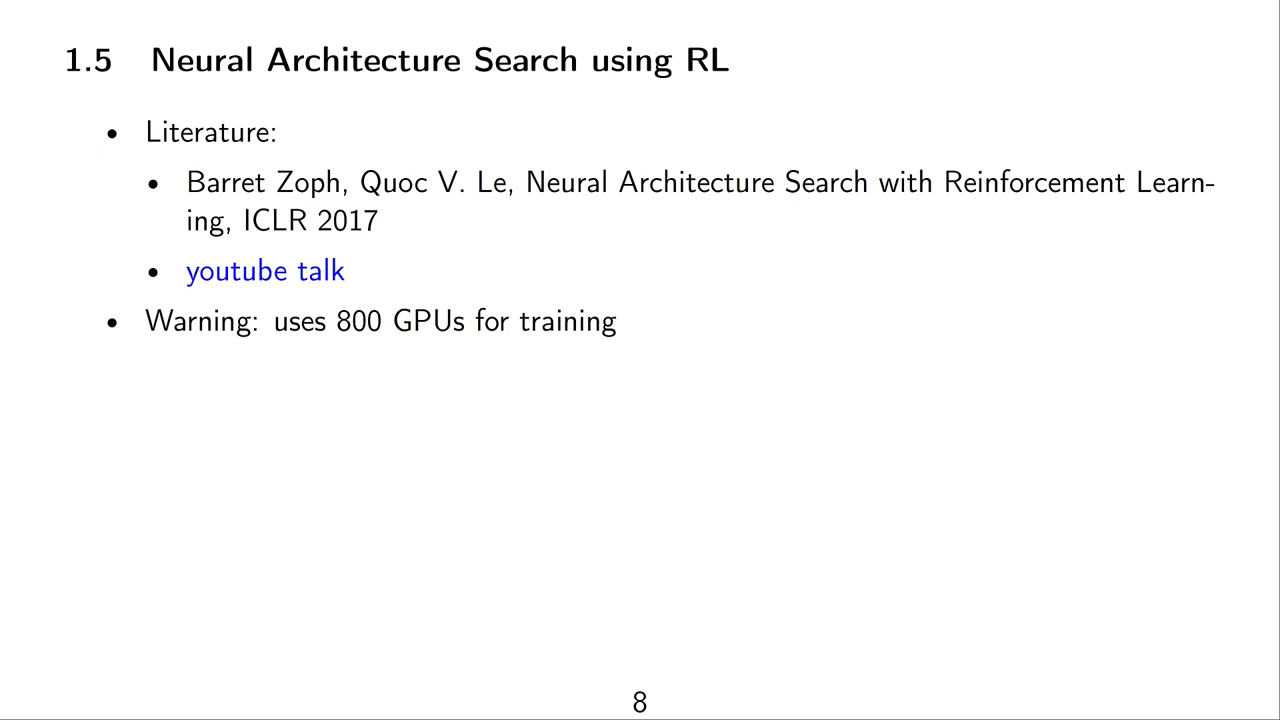 1.5 Neural Architecture Search using RL
• Literature:
• Barret Zoph, Quoc V. Le, Neural Architecture Search with Reinforcement Learn-
ing, ICLR 2017
• youtube talk
• Warning: uses 800 GPUs for training
8